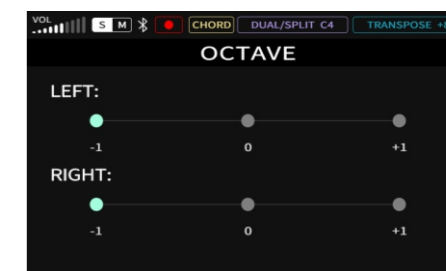 VOL S M CHORD DUAL/SPLIT C4 TRANSPOSE
OCTAVE
LEFT:
-1 0 +1
RIGHT:
-1 0 +1